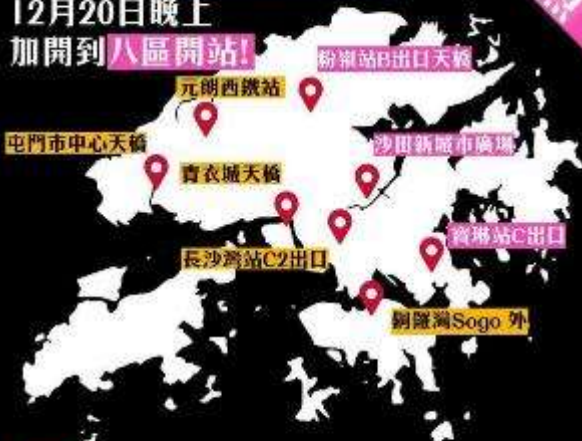 12月20日晚上
加開到八區開站!
粉嶺站B出口天橋
元朗西鐵站
屯門市中心天橋
沙田新城市廣場
青衣城天橋
寶琳站C出口
長沙灣站C2出口
銅鑼灣Sogo 外